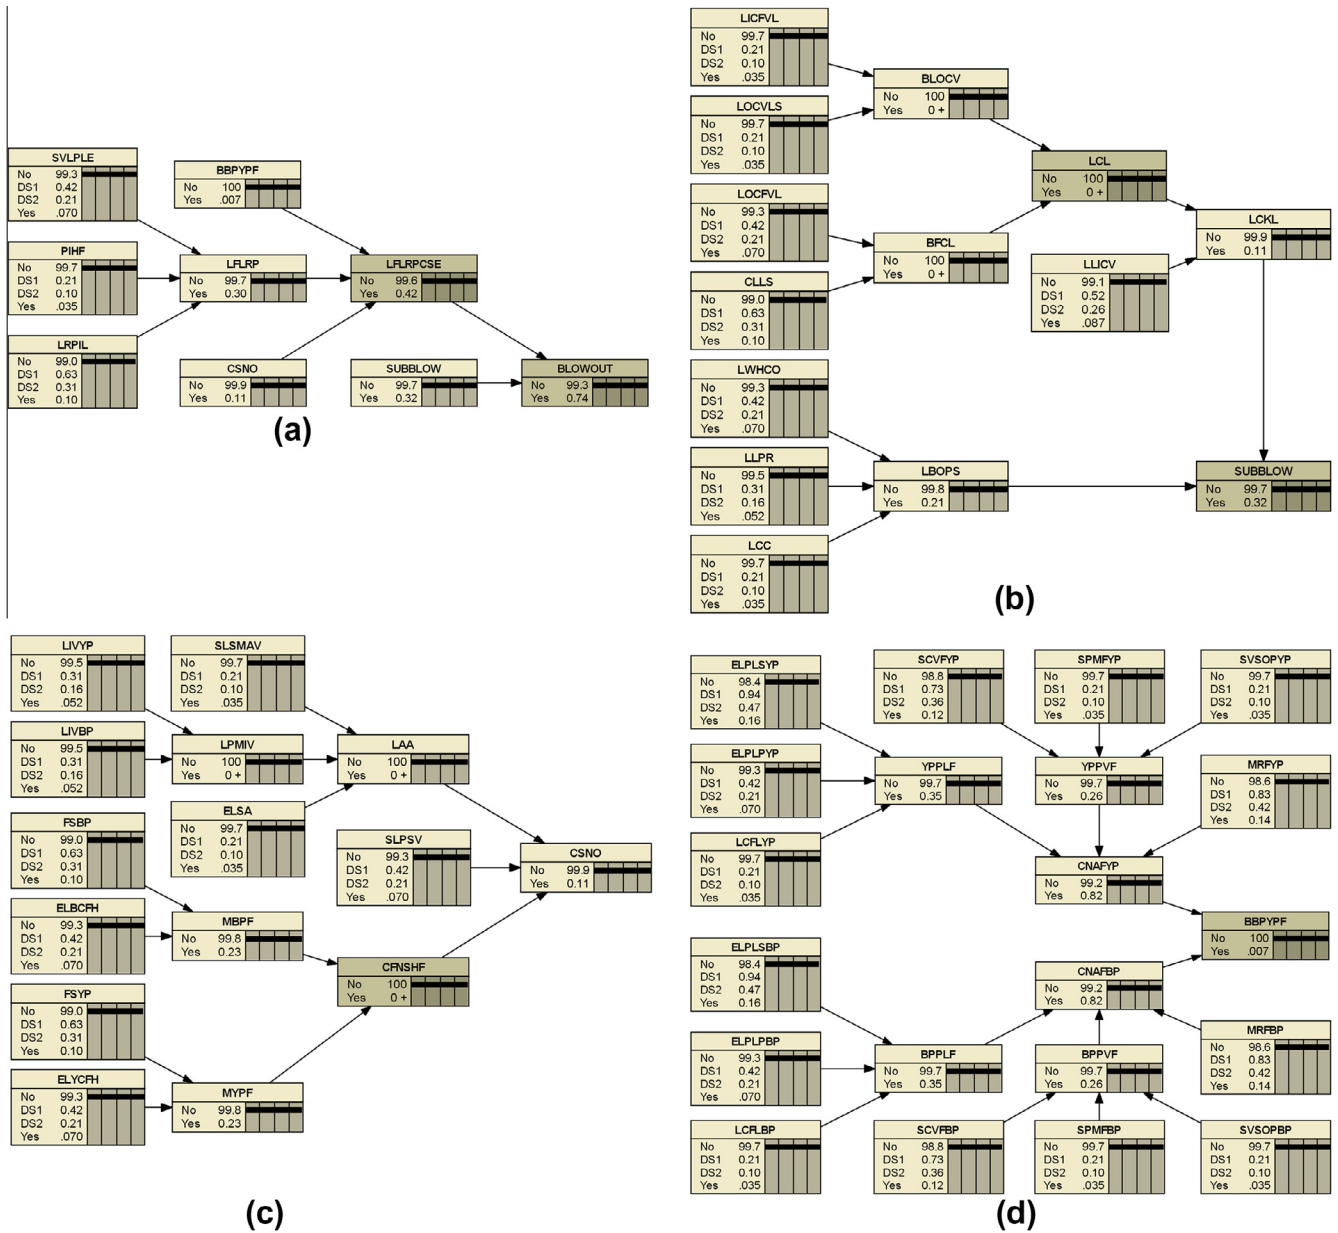 SVLPLE
No 99.3
DS1 0.42
DS2 0.21
Yes .070
BBPYPF
No 100
Yes .007
PIHF
No 99.7
DS1 0.21
DS2 0.10
Yes .035
LFLRP
No 99.7
Yes 0.30
LFLRPCSE
No 99.6
Yes 0.42
LRPIL
No 99.0
DS1 0.63
DS2 0.31
Yes 0.10
CSNO
No 99.9
Yes 0.11
SUBBLOW
No 99.7
Yes 0.32
BLOWOUT
No 99.3
Yes 0.74
(a)
LICFVL
No 99.7
DS1 0.21
DS2 0.10
Yes .035
BLOCV
No 100
Yes 0 +
LOCVLS
No 99.7
DS1 0.21
DS2 0.10
Yes .035
LCL
No 100
Yes 0 +
LOCFVL
No 99.3
DS1 0.42
DS2 0.21
Yes .070
LCKL
No 99.9
Yes 0.11
BFCL
No 100
Yes 0 +
LLICV
No 99.1
DS1 0.52
DS2 0.26
Yes .087
CLLS
No 99.0
DS1 0.63
DS2 0.31
Yes 0.10
LWHCO
No 99.3
DS1 0.42
DS2 0.21
Yes .070
LLPR
No 99.5
DS1 0.31
DS2 0.16
Yes .052
LBOPS
No 99.8
Yes 0.21
SUBBLOW
No 99.7
Yes 0.32
LCC
No 99.7
DS1 0.21
DS2 0.10
Yes .035
(b)
LIVYP
No 99.5
DS1 0.31
DS2 0.16
Yes .052
SLSMAV
No 99.7
DS1 0.21
DS2 0.10
Yes .035
LIVBP
No 99.5
DS1 0.31
DS2 0.16
Yes .052
LPMIV
No 100
Yes 0 +
LAA
No 100
Yes 0 +
ELSA
No 99.7
DS1 0.21
DS2 0.10
Yes .035
FSBP
No 99.0
DS1 0.63
DS2 0.31
Yes 0.10
SLPSV
No 99.3
DS1 0.42
DS2 0.21
Yes .070
CSNO
No 99.9
Yes 0.11
ELBCFH
No 99.3
DS1 0.42
DS2 0.21
Yes .070
MBPF
No 99.8
Yes 0.23
CFNSHF
No 100
Yes 0 +
FSYP
No 99.0
DS1 0.63
DS2 0.31
Yes 0.10
ELYCFH
No 99.3
DS1 0.42
DS2 0.21
Yes .070
MYPF
No 99.8
Yes 0.23
(c)
ELPLSYP
No 98.4
DS1 0.94
DS2 0.47
Yes 0.16
SCVFYP
No 98.8
DS1 0.73
DS2 0.36
Yes 0.12
SPMFYP
No 99.7
DS1 0.21
DS2 0.10
Yes .035
SVSOPYP
No 99.7
DS1 0.21
DS2 0.10
Yes .035
ELPLPYP
No 99.3
DS1 0.42
DS2 0.21
Yes .070
YPPLF
No 99.7
Yes 0.35
YPPVF
No 99.7
Yes 0.26
MRFYP
No 98.6
DS1 0.83
DS2 0.42
Yes 0.14
LCFLYP
No 99.7
DS1 0.21
DS2 0.10
Yes .035
CNAFYP
No 99.2
Yes 0.82
BBPYPF
No 100
Yes .007
ELPLSBP
No 98.4
DS1 0.94
DS2 0.47
Yes 0.16
CNAFBP
No 99.2
Yes 0.82
ELPLPBP
No 99.3
DS1 0.42
DS2 0.21
Yes .070
BPPLF
No 99.7
Yes 0.35
BPPVF
No 99.7
Yes 0.26
MRFBP
No 98.6
DS1 0.83
DS2 0.42
Yes 0.14
LCFLBP
No 99.7
DS1 0.21
DS2 0.10
Yes .035
SCVFBP
No 98.8
DS1 0.73
DS2 0.36
Yes 0.12
SPMFBP
No 99.7
DS1 0.21
DS2 0.10
Yes .035
SVSOPBP
No 99.7
DS1 0.21
DS2 0.10
Yes .035
(d)